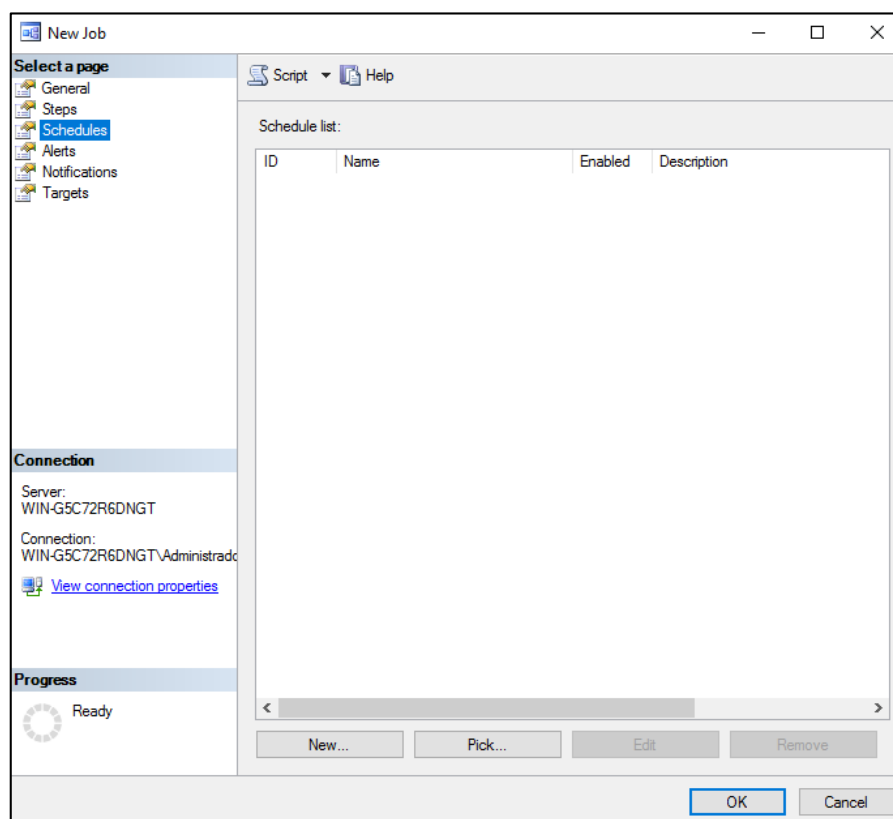 New Job
Select a page
General
Steps
Schedules
Alerts
Notifications
Targets
Script
Help
Schedule list:
ID Name Enabled Description
Connection
Server:
WIN-G5C72R6DNGT
Connection:
WIN-G5C72R6DNGT\Administrado
View connection properties
Progress
Ready
New... Pick... Edit Remove
OK Cancel